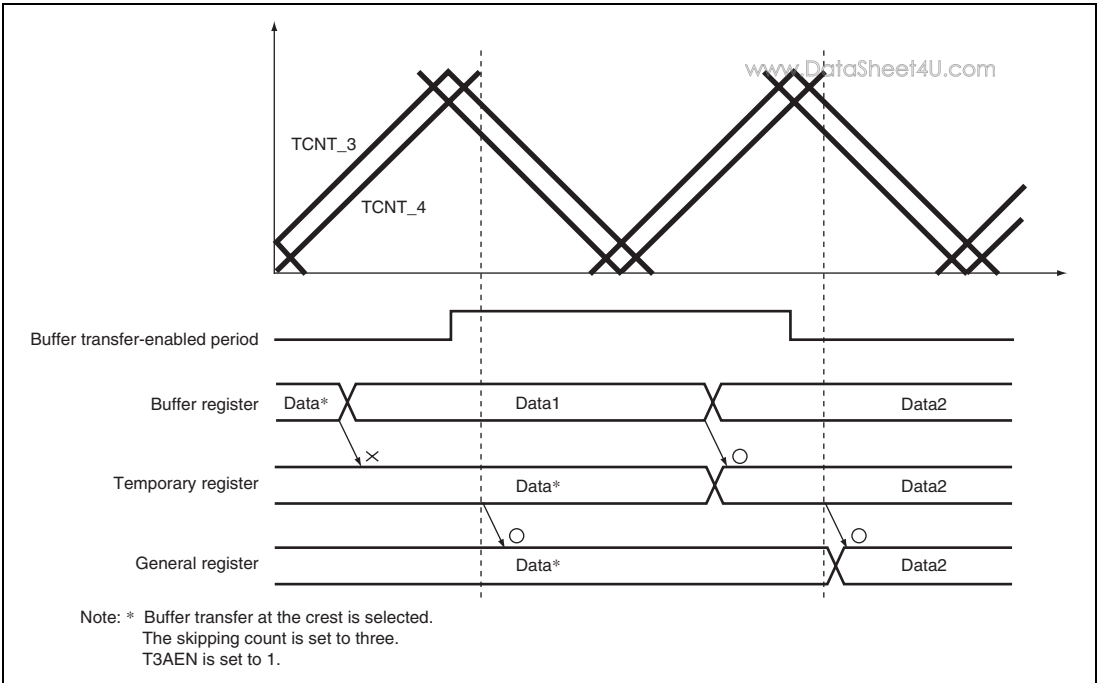 www.DataSheet4U.com
TCNT_3
TCNT_4
Buffer transfer-enabled period
Buffer register Data* Data1 Data2
Temporary register Data* Data2
General register Data* Data2
Note: * Buffer transfer at the crest is selected.
The skipping count is set to three.
T3AEN is set to 1.